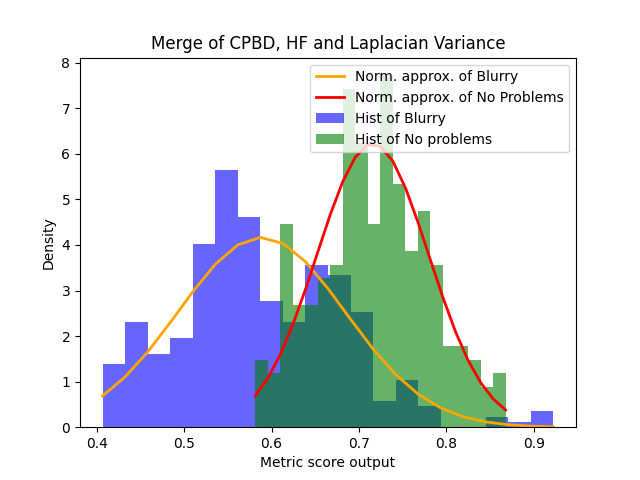 Merge of CPBD, HF and Laplacian Variance
Norm. approx. of Blurry
Norm. approx. of No Problems
Hist of Blurry
Hist of No problems
Density
8
7
6
5
4
3
2
1
0
0.4 0.5 0.6 0.7 0.8 0.9
Metric score output